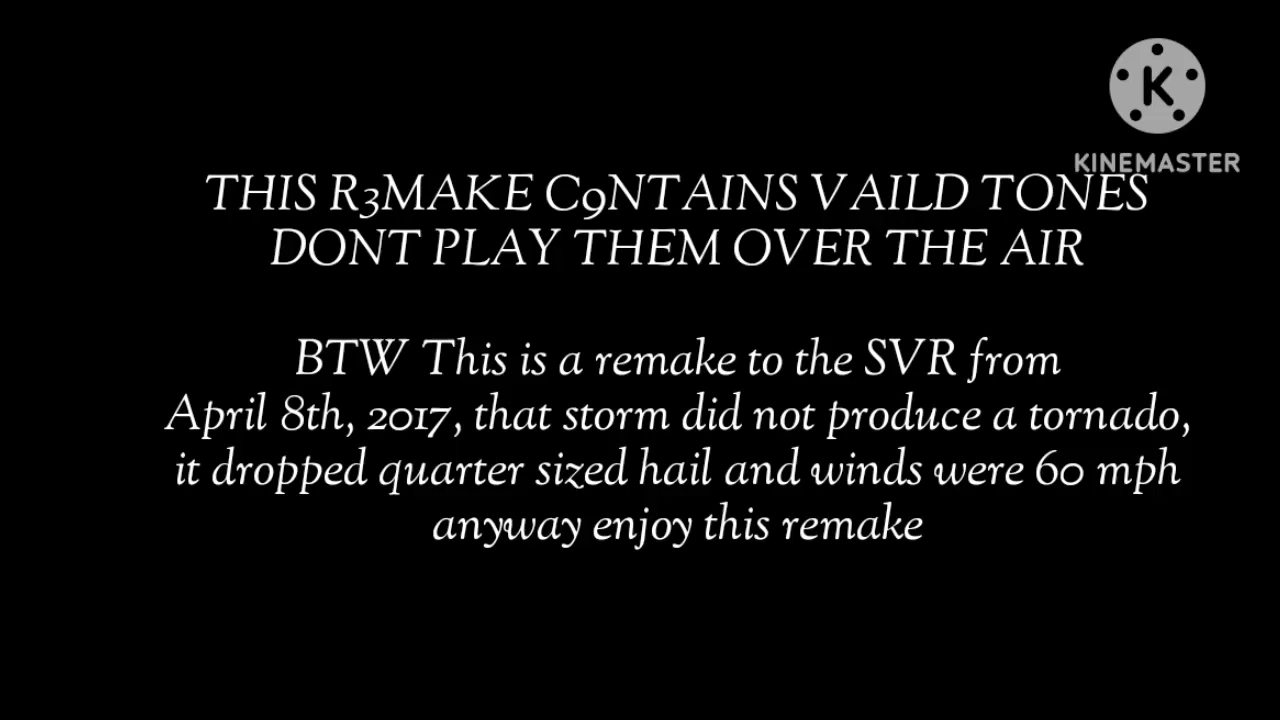 K
KINEMASTER
THIS R3MAKE C9NTAINS VAILD TONES
DONT PLAY THEM OVER THE AIR
BTW This is a remake to the SVR from
April 8th, 2017, that storm did not produce a tornado,
it dropped quarter sized hail and winds were 60 mph
anyway enjoy this remake